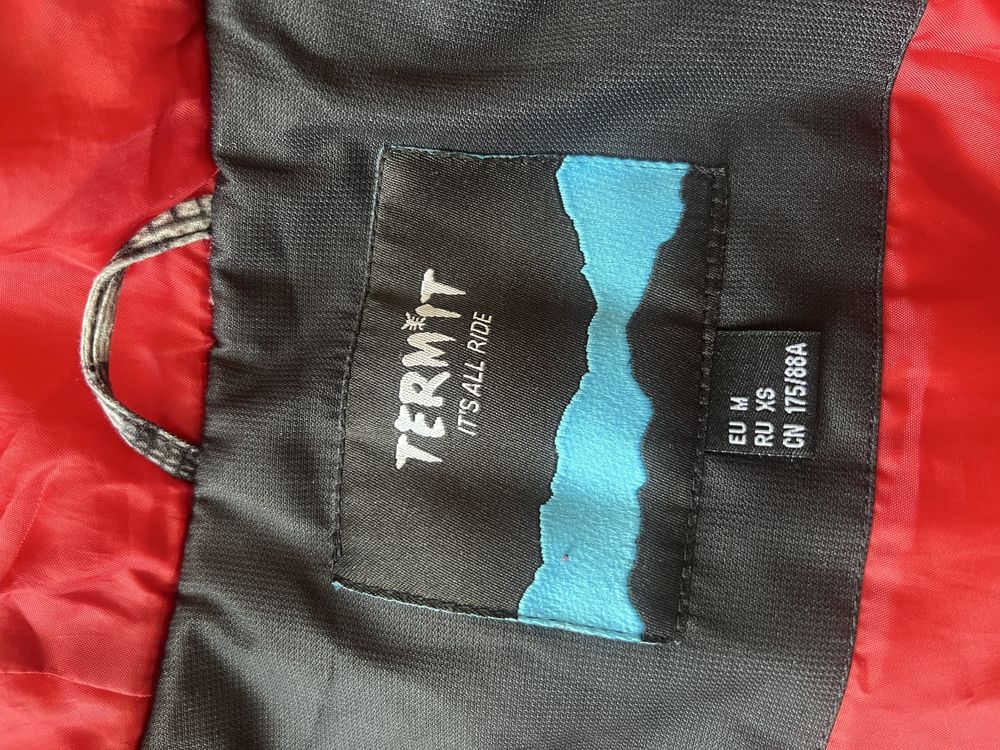 TERMIT
IT'S ALL RIDE
EU M
RU XS
CN 175/88A